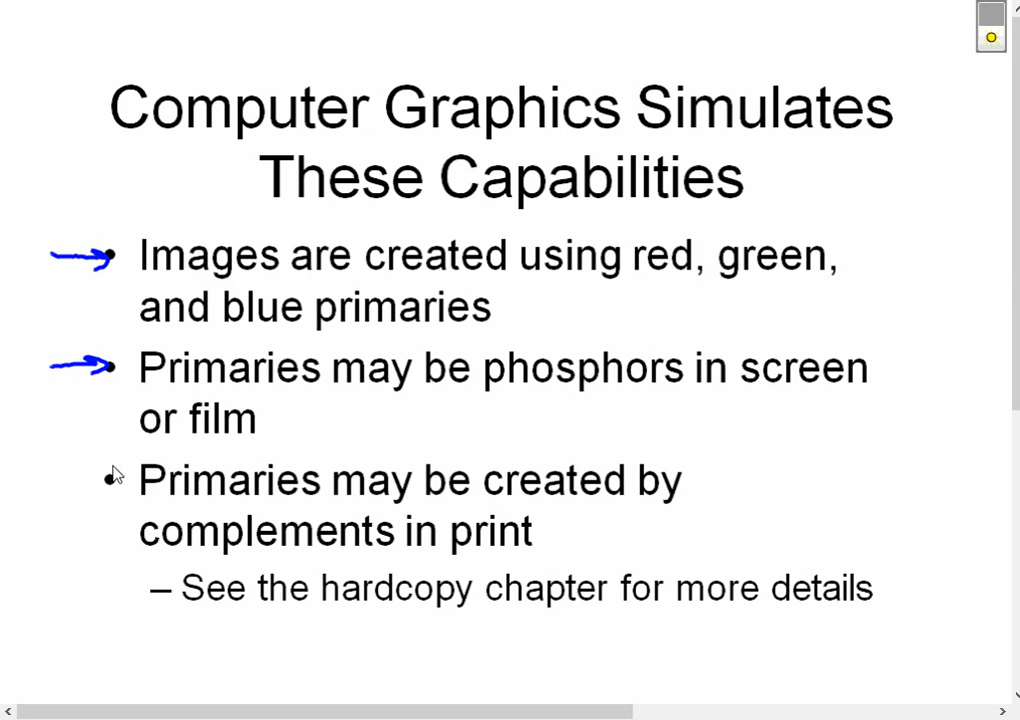 Computer Graphics Simulates
These Capabilities
• Images are created using red, green,
and blue primaries
• Primaries may be phosphors in screen
or film
• Primaries may be created by
complements in print
– See the hardcopy chapter for more details